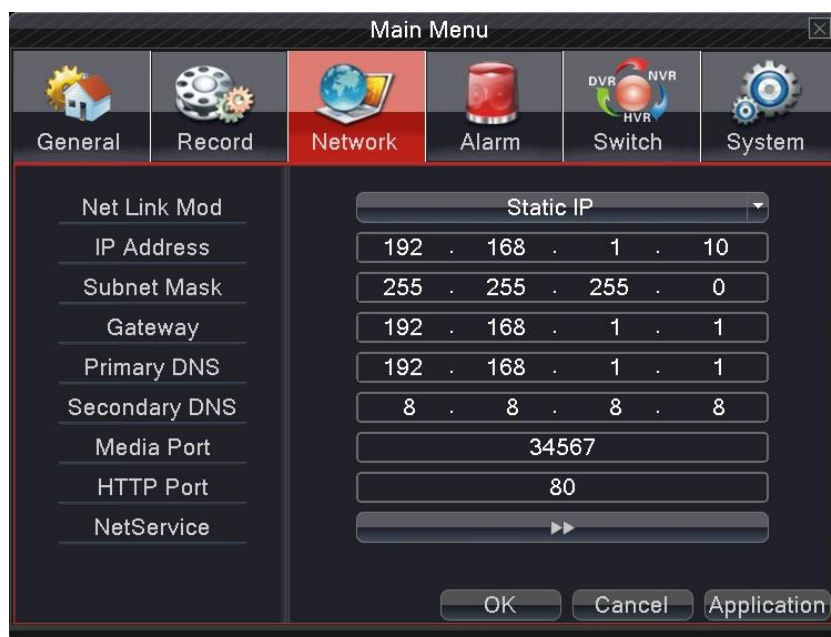 Main Menu
DVR NVR
HVR
General Record Network Alarm Switch System
Net Link Mod Static IP
IP Address 192 . 168 . 1 . 10
Subnet Mask 255 . 255 . 255 . 0
Gateway 192 . 168 . 1 . 1
Primary DNS 192 . 168 . 1 . 1
Secondary DNS 8 . 8 . 8 . 8
Media Port 34567
HTTP Port 80
NetService
OK Cancel Application